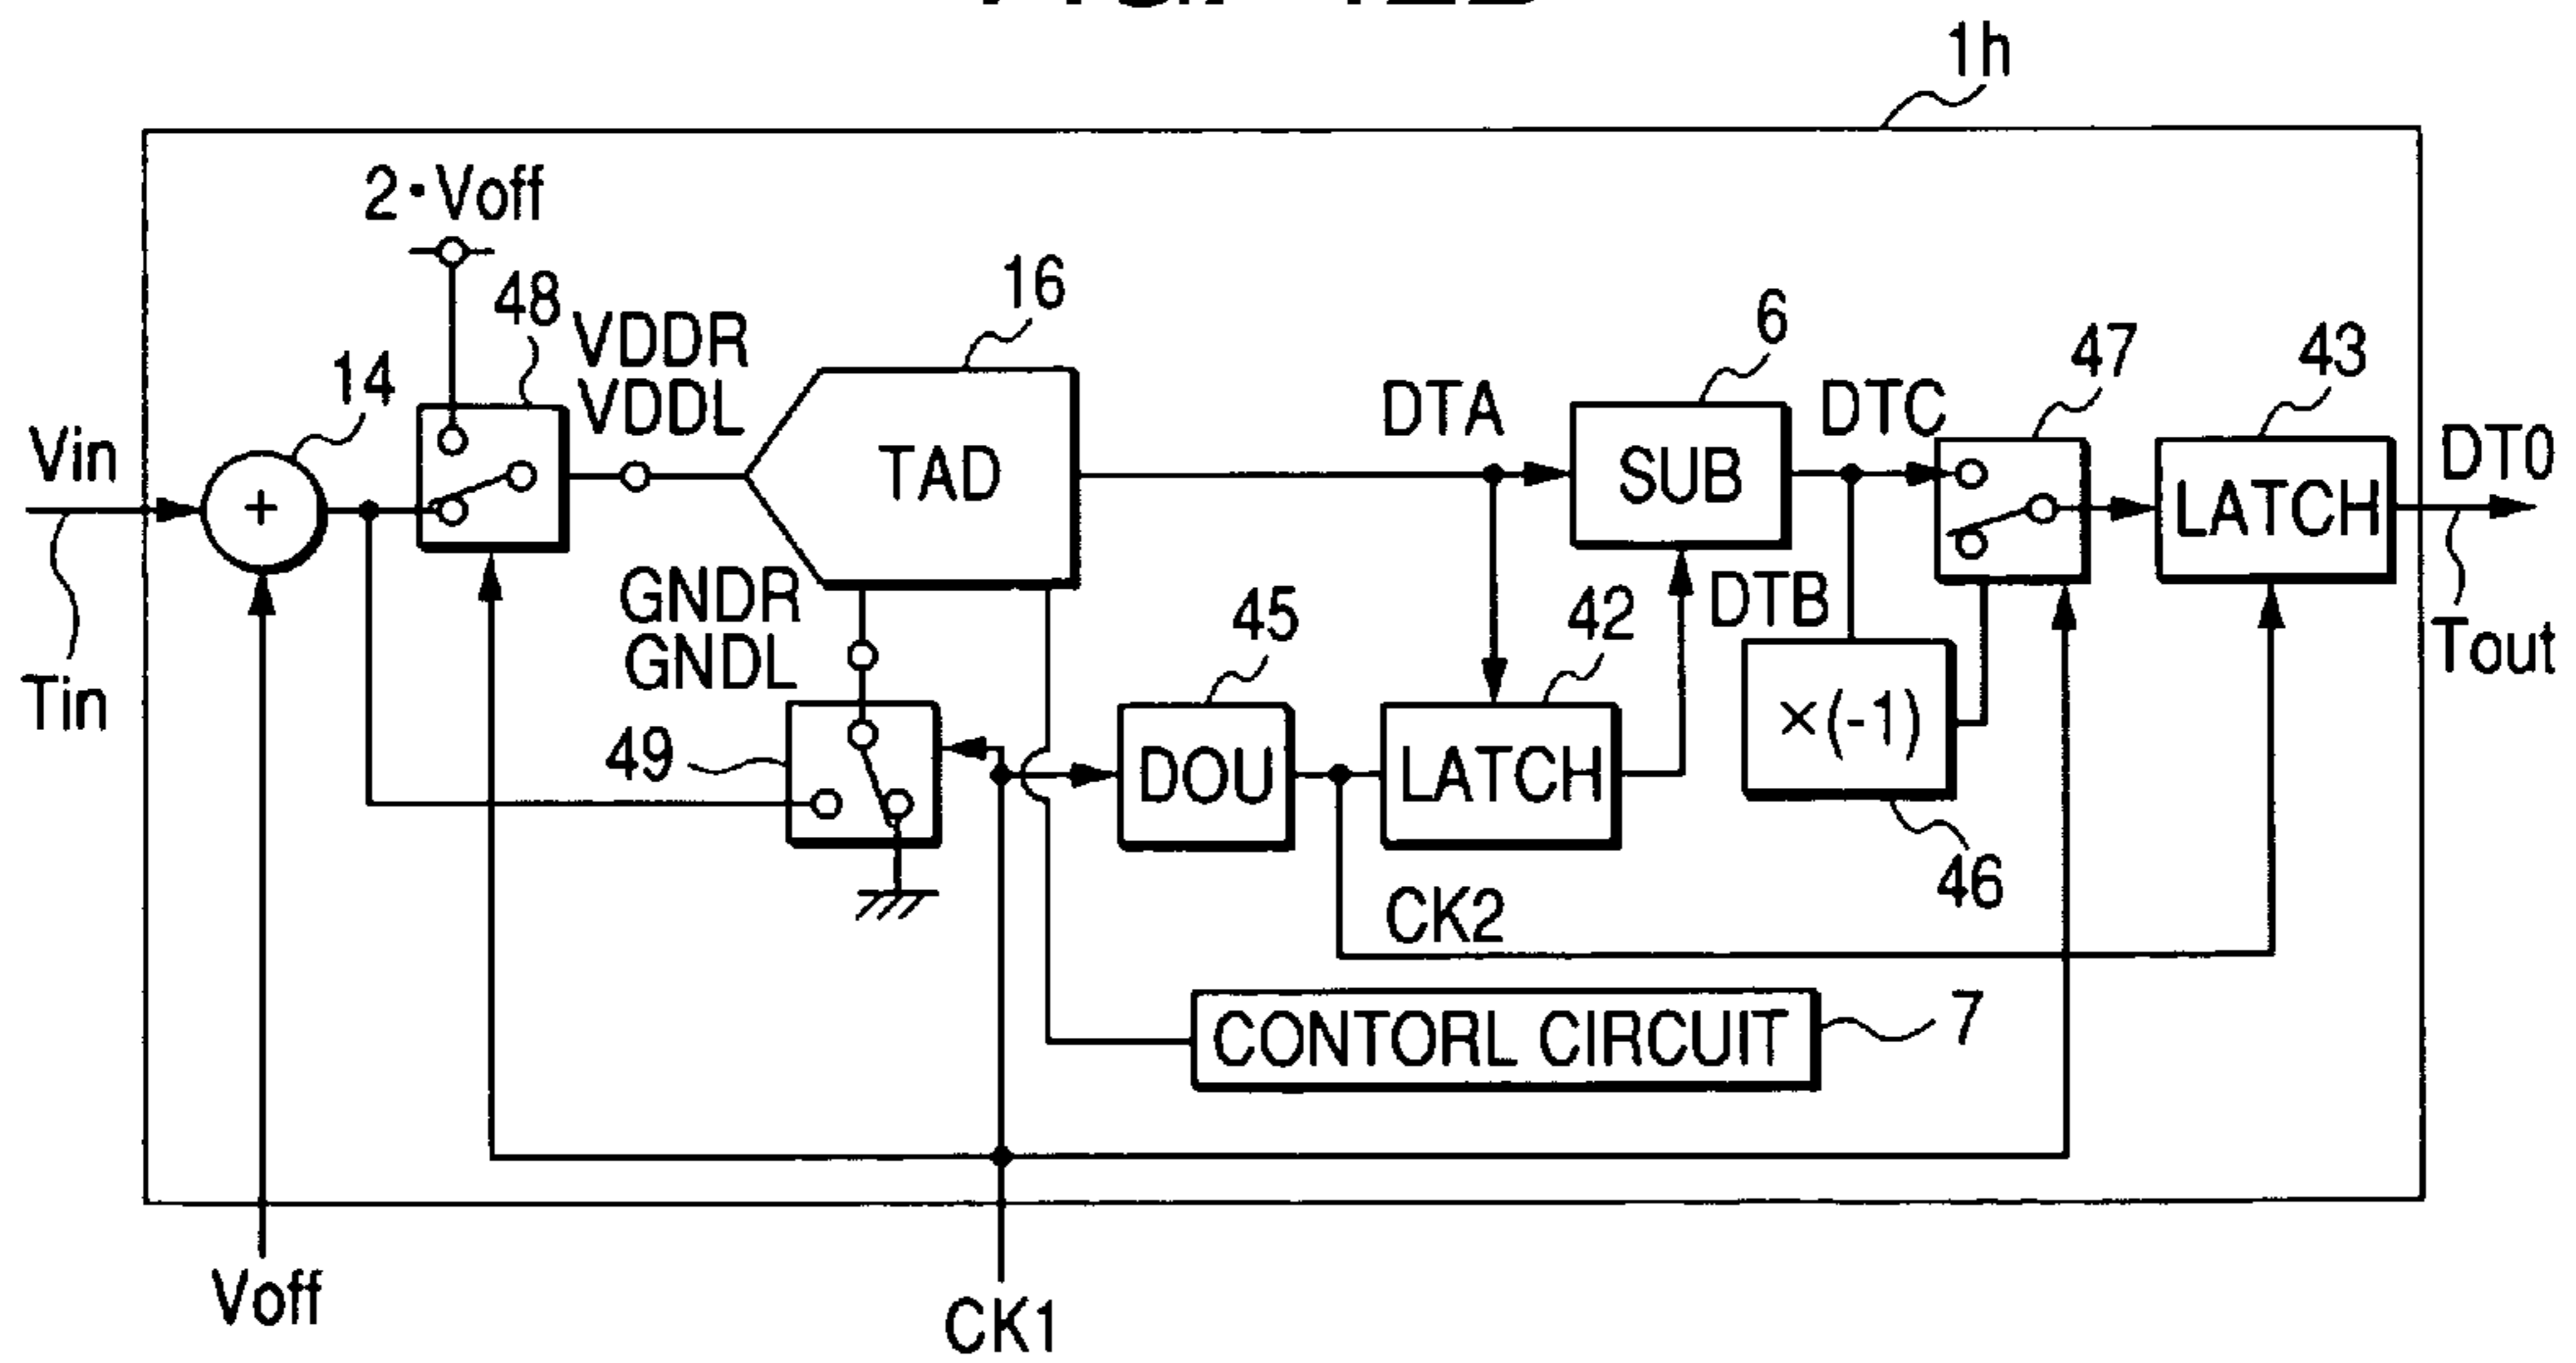 1h
2·Voff
48
VDDR
VDDL
16
6
47
43
14
Vin
TAD
DTA
SUB
DTC
LATCH
DT0
+
Tin
GNDR
GNDL
45
42
DTB
Tout
49
DOU
LATCH
×(-1)
46
CK2
CONTORL CIRCUIT
7
Voff
CK1